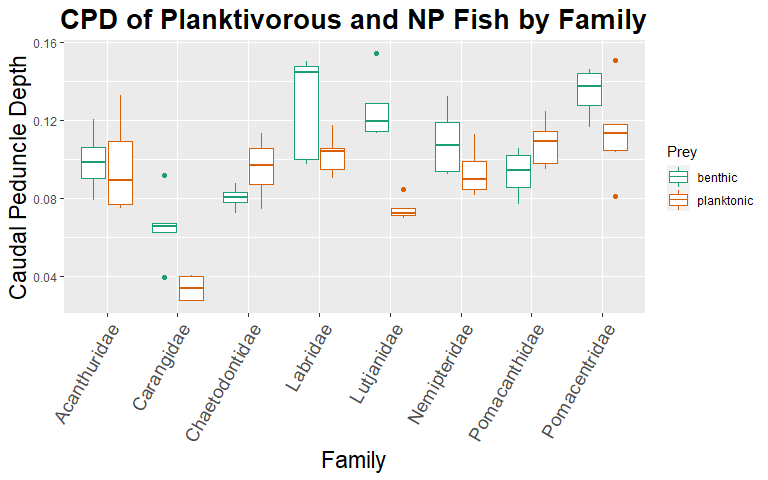 CPD of Planktivorous and NP Fish by Family
Caudal Peduncle Depth
0.16
0.12
0.08
0.04
Acanthuridae
Carangidae
Chaetodontidae
Labridae
Lutjanidae
Nemipteridae
Pomacanthidae
Pomacentridae
Family
Prey
benthic
planktonic